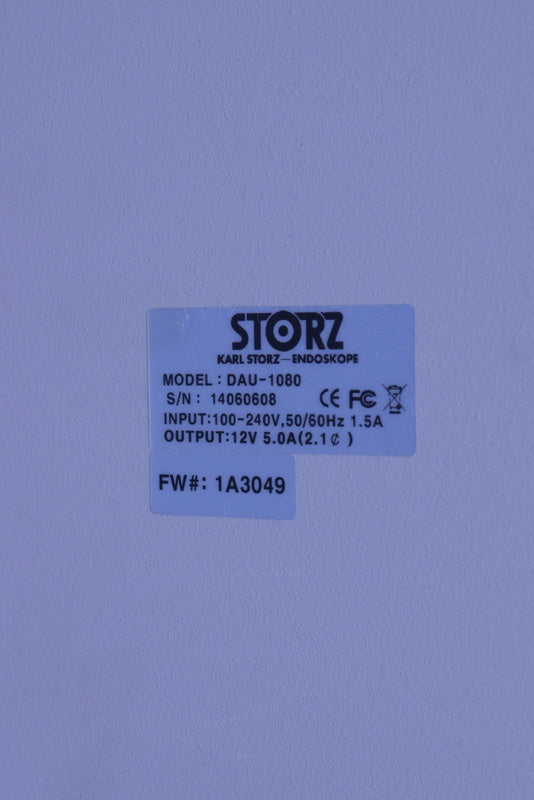 STORZ
KARL STORZ—ENDOSKOPE
MODEL : DAU-1080
S/N : 14060608
CE FC
INPUT:100-240V,50/60Hz 1.5A
OUTPUT:12V 5.0A(2.1¢ )
FW#: 1A3049